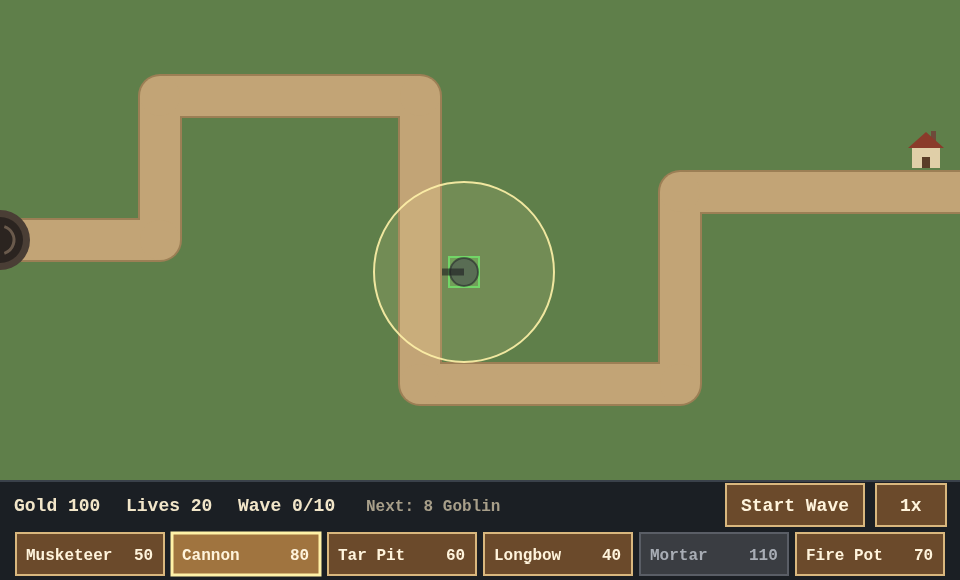 Gold 100 Lives 20 Wave 0/10 Next: 8 Goblin Start Wave 1x
Musketeer 50 Cannon 80 Tar Pit 60 Longbow 40 Mortar 110 Fire Pot 70